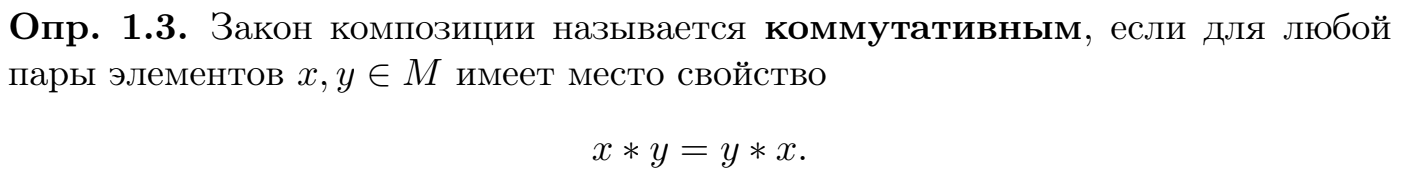 Опр. 1.3. Закон композиции называется коммутативным, если для любой
пары элементов x, y ∈ M имеет место свойство
x ∗ y = y ∗ x.